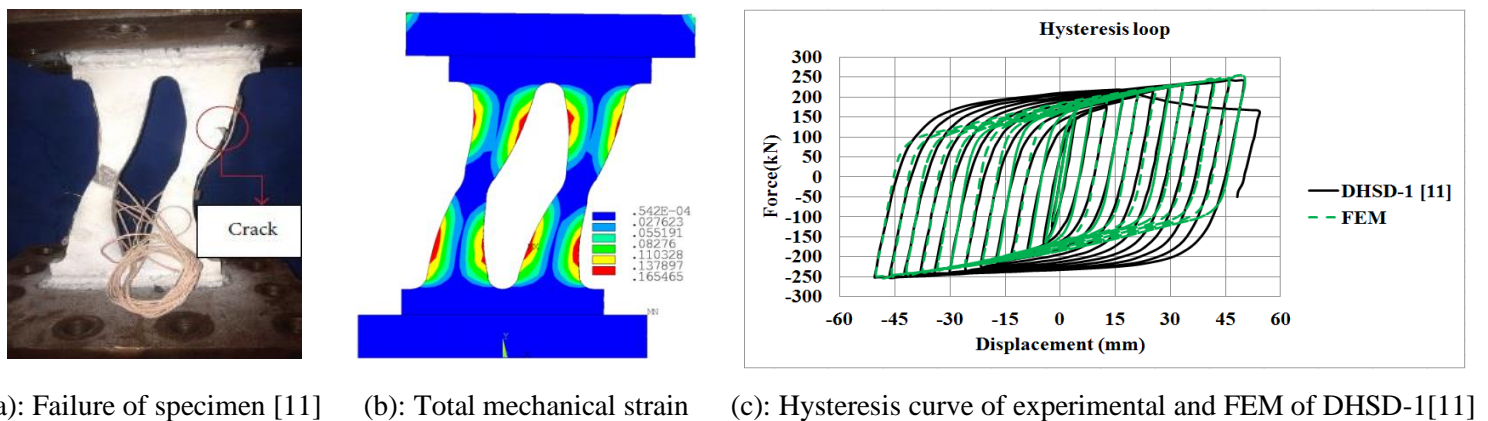 Crack
.542E-04
.027623
.055191
.08276
.110328
.137897
.165465
MN
Y
Hysteresis loop
300
250
200
150
100
50
0
-50
-100
-150
-200
-250
-300
Force(kN)
-60 -45 -30 -15 0 15 30 45 60
Displacement (mm)
DHSD-1 [11]
FEM
a): Failure of specimen [11] (b): Total mechanical strain (c): Hysteresis curve of experimental and FEM of DHSD-1[11]